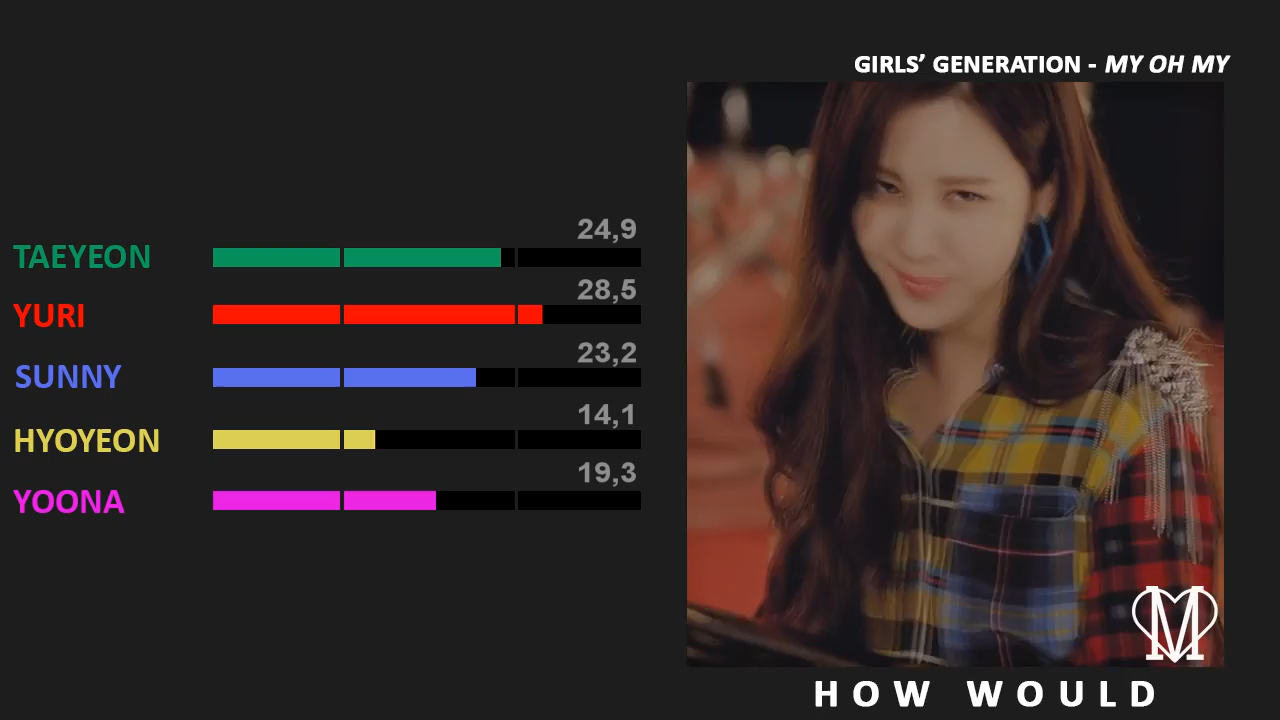 GIRLS' GENERATION - MY OH MY
24,9
TAEYEON
28,5
YURI
23,2
SUNNY
14,1
HYOYEON
19,3
YOONA
M
HOW WOULD